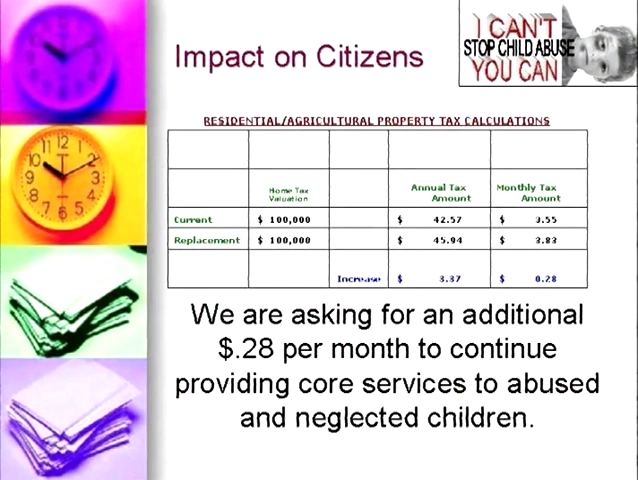 Impact on Citizens
I CAN'T
STOP CHILD ABUSE
YOU CAN
RESIDENTIAL/AGRICULTURAL PROPERTY TAX CALCULATIONS
Home Tax Valuation Annual Tax Amount Monthly Tax Amount
Current $ 100,000 $ 42.57 $ 3.55
Replacement $ 100,000 $ 45.94 $ 3.83
Increase $ 3.37 $ 0.28
We are asking for an additional
$.28 per month to continue
providing core services to abused
and neglected children.